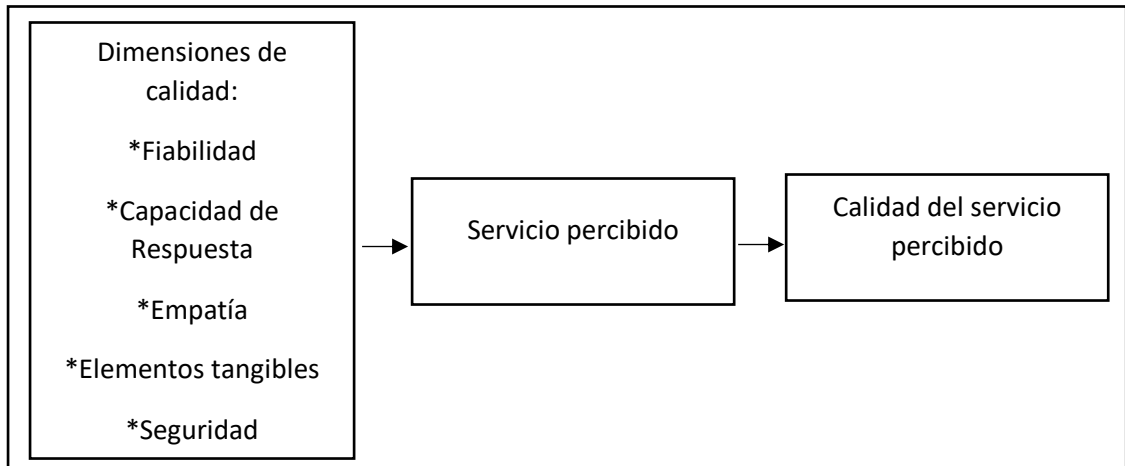 Dimensiones de
calidad:
*Fiabilidad
*Capacidad de
Respuesta
*Empatía
*Elementos tangibles
*Seguridad
Servicio percibido
Calidad del servicio
percibido